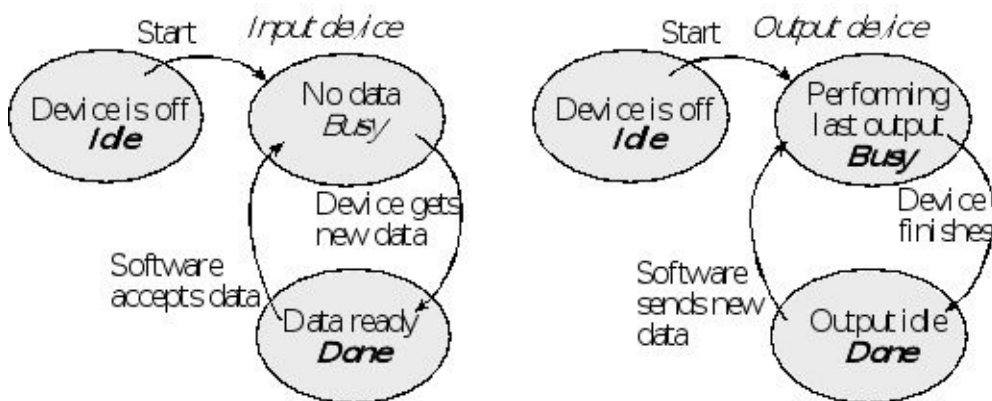 Input device
Start
Device is off
Idle
No data
Busy
Device gets
new data
Software
accepts data
Data ready
Done
Output device
Start
Device is off
Idle
Performing
last output
Busy
Device
finishes
Software
sends new
data
Output idle
Done